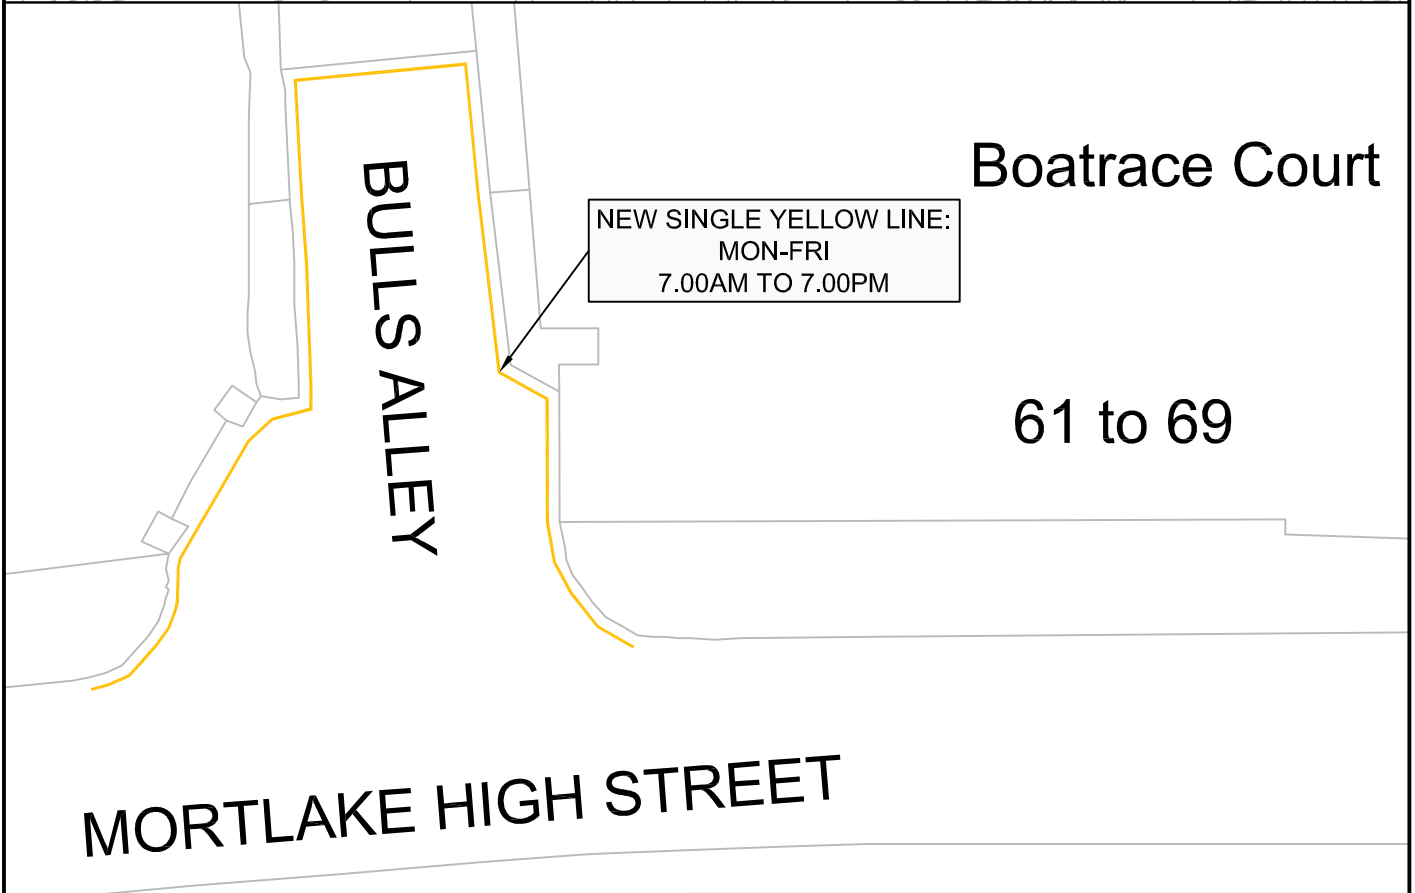 Boatrace Court
BULLS ALLEY
NEW SINGLE YELLOW LINE:
MON-FRI
7.00AM TO 7.00PM
61 to 69
MORTLAKE HIGH STREET